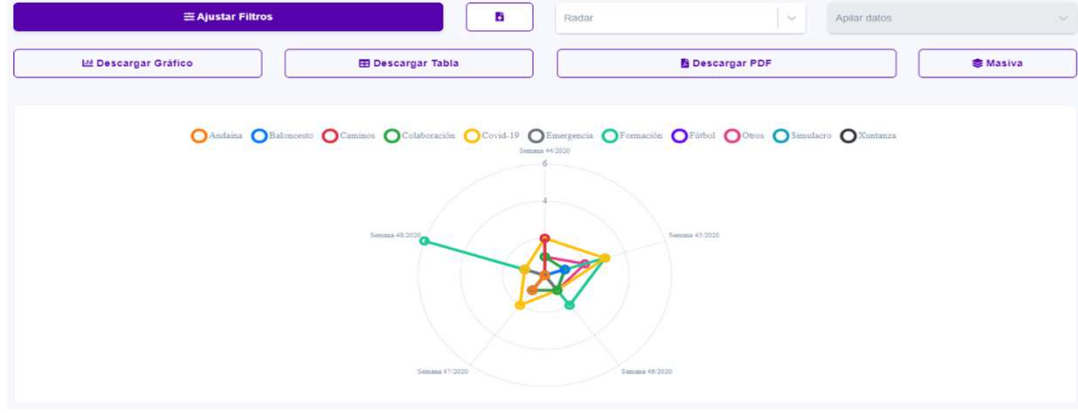 Ajustar Filtros
Radar
Apilar datos
Descargar Gráfico
Descargar Tabla
Descargar PDF
Masiva
Andaina Baloncesto Caminos Colaboración Covid-19 Emergencia Formación Fútbol Otros Simulacro Xuntanza
Semana 44/2020
6
4
Semana 49/2020
Semana 45/2020
Semana 47/2020
Semana 48/2020